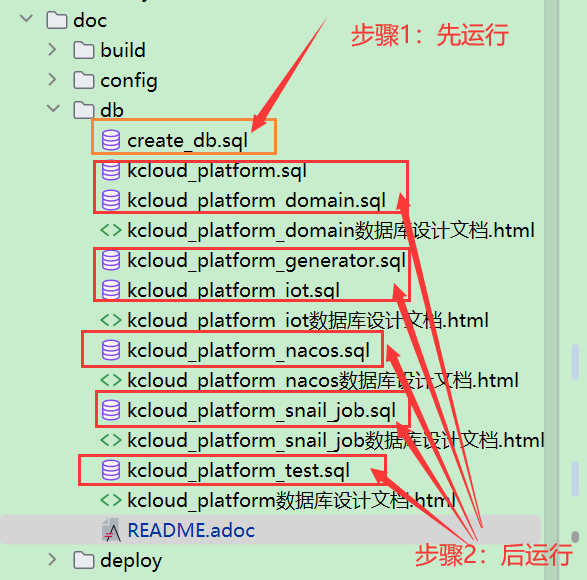 doc
步骤1：先运行
build
config
db
create_db.sql
kcloud_platform.sql
kcloud_platform_domain.sql
<> kcloud_platform_domain数据库设计文档.html
kcloud_platform_generator.sql
kcloud_platform_iot.sql
<> kcloud_platform_iot数据库设计文档.html
kcloud_platform_nacos.sql
<> kcloud_platform_nacos数据库设计文档.html
kcloud_platform_snail_job.sql
<> kcloud_platform_snail_job数据库设计文档.html
kcloud_platform_test.sql
<> kcloud_platform数据库设计文档.html
README.adoc
步骤2：后运行
deploy